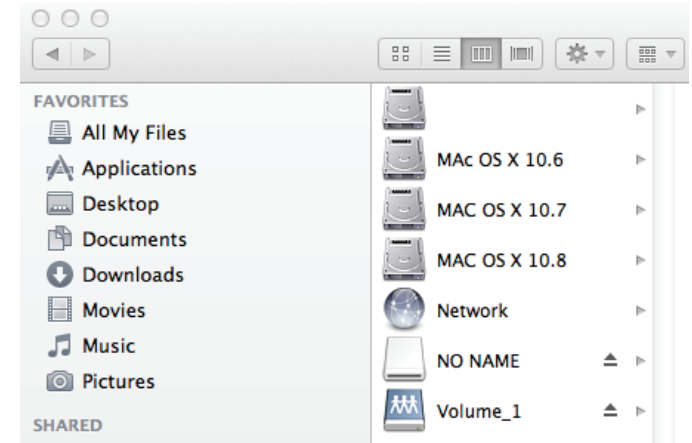 FAVORITES
All My Files
Applications
Desktop
Documents
Downloads
Movies
Music
Pictures
SHARED
MAc OS X 10.6
MAC OS X 10.7
MAC OS X 10.8
Network
NO NAME
Volume_1